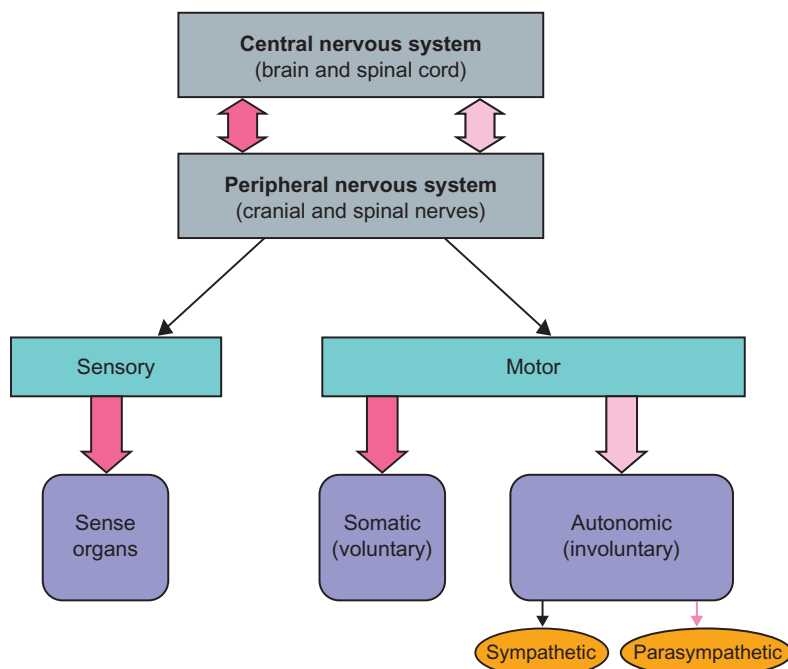 Central nervous system
(brain and spinal cord)
Peripheral nervous system
(cranial and spinal nerves)
Sensory
Motor
Sense
organs
Somatic
(voluntary)
Autonomic
(involuntary)
Sympathetic
Parasympathetic